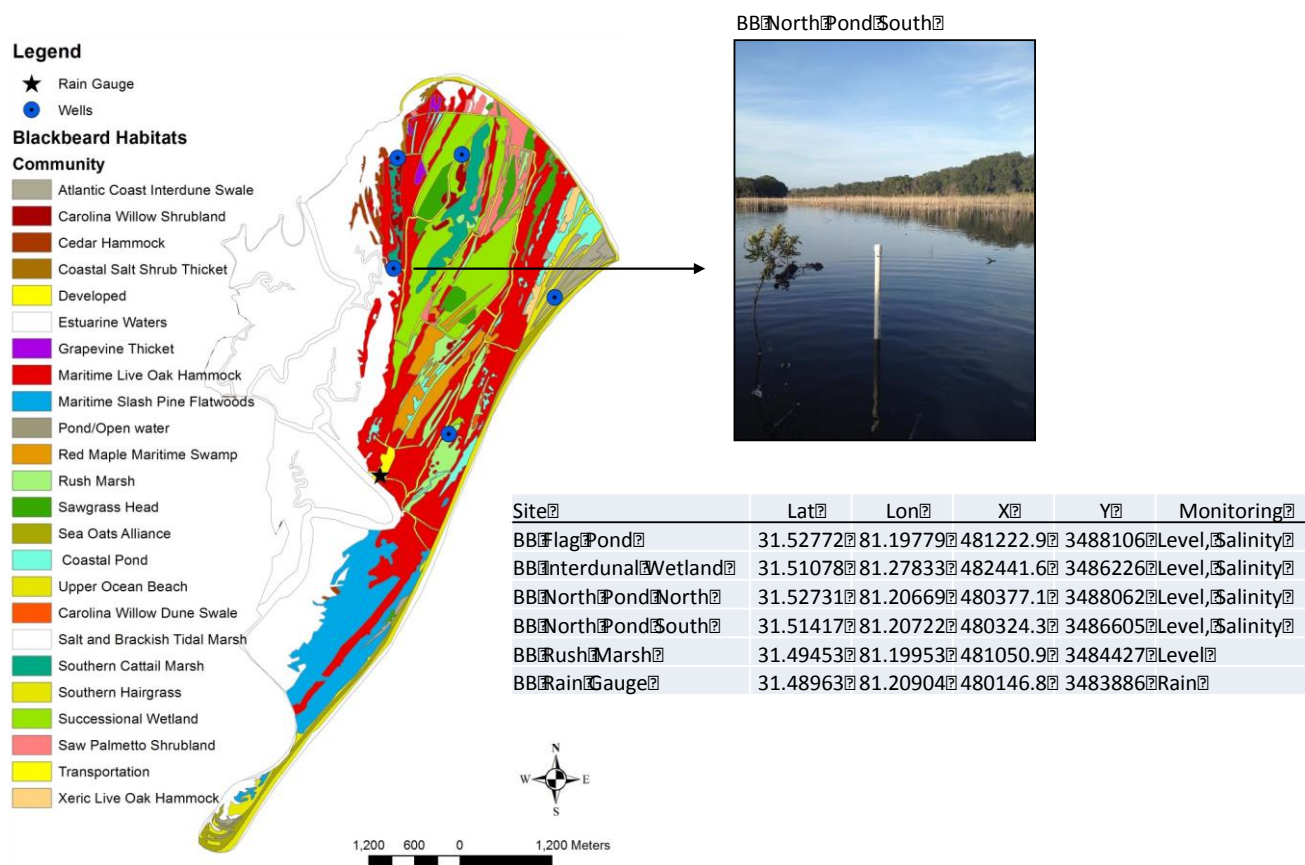 BB North Pond South
Legend
Rain Gauge
Wells
Blackbeard Habitats
Community
Atlantic Coast Interdune Swale
Carolina Willow Shrubland
Cedar Hammock
Coastal Salt Shrub Thicket
Developed
Estuarine Waters
Grapevine Thicket
Maritime Live Oak Hammock
Maritime Slash Pine Flatwoods
Pond/Open water
Red Maple Maritime Swamp
Rush Marsh
Sawgrass Head
Sea Oats Alliance
Coastal Pond
Upper Ocean Beach
Carolina Willow Dune Swale
Salt and Brackish Tidal Marsh
Southern Cattail Marsh
Southern Hairgrass
Successional Wetland
Saw Palmetto Shrubland
Transportation
Xeric Live Oak Hammock
Site Lat Lon X Y Monitoring
BB Flag Pond 31.52772 81.19779 481222.9 3488106 Level, Salinity
BB Interdunal Wetland 31.51078 81.27833 482441.6 3486226 Level, Salinity
BB North Pond North 31.52731 81.20669 480377.1 3488062 Level, Salinity
BB North Pond South 31.51417 81.20722 480324.3 3486605 Level, Salinity
BB Rush Marsh 31.49453 81.19953 481050.9 3484427 Level
BB Rain Gauge 31.48963 81.20904 480146.8 3483886 Rain
N
W E
S
1,200 600 0 1,200 Meters